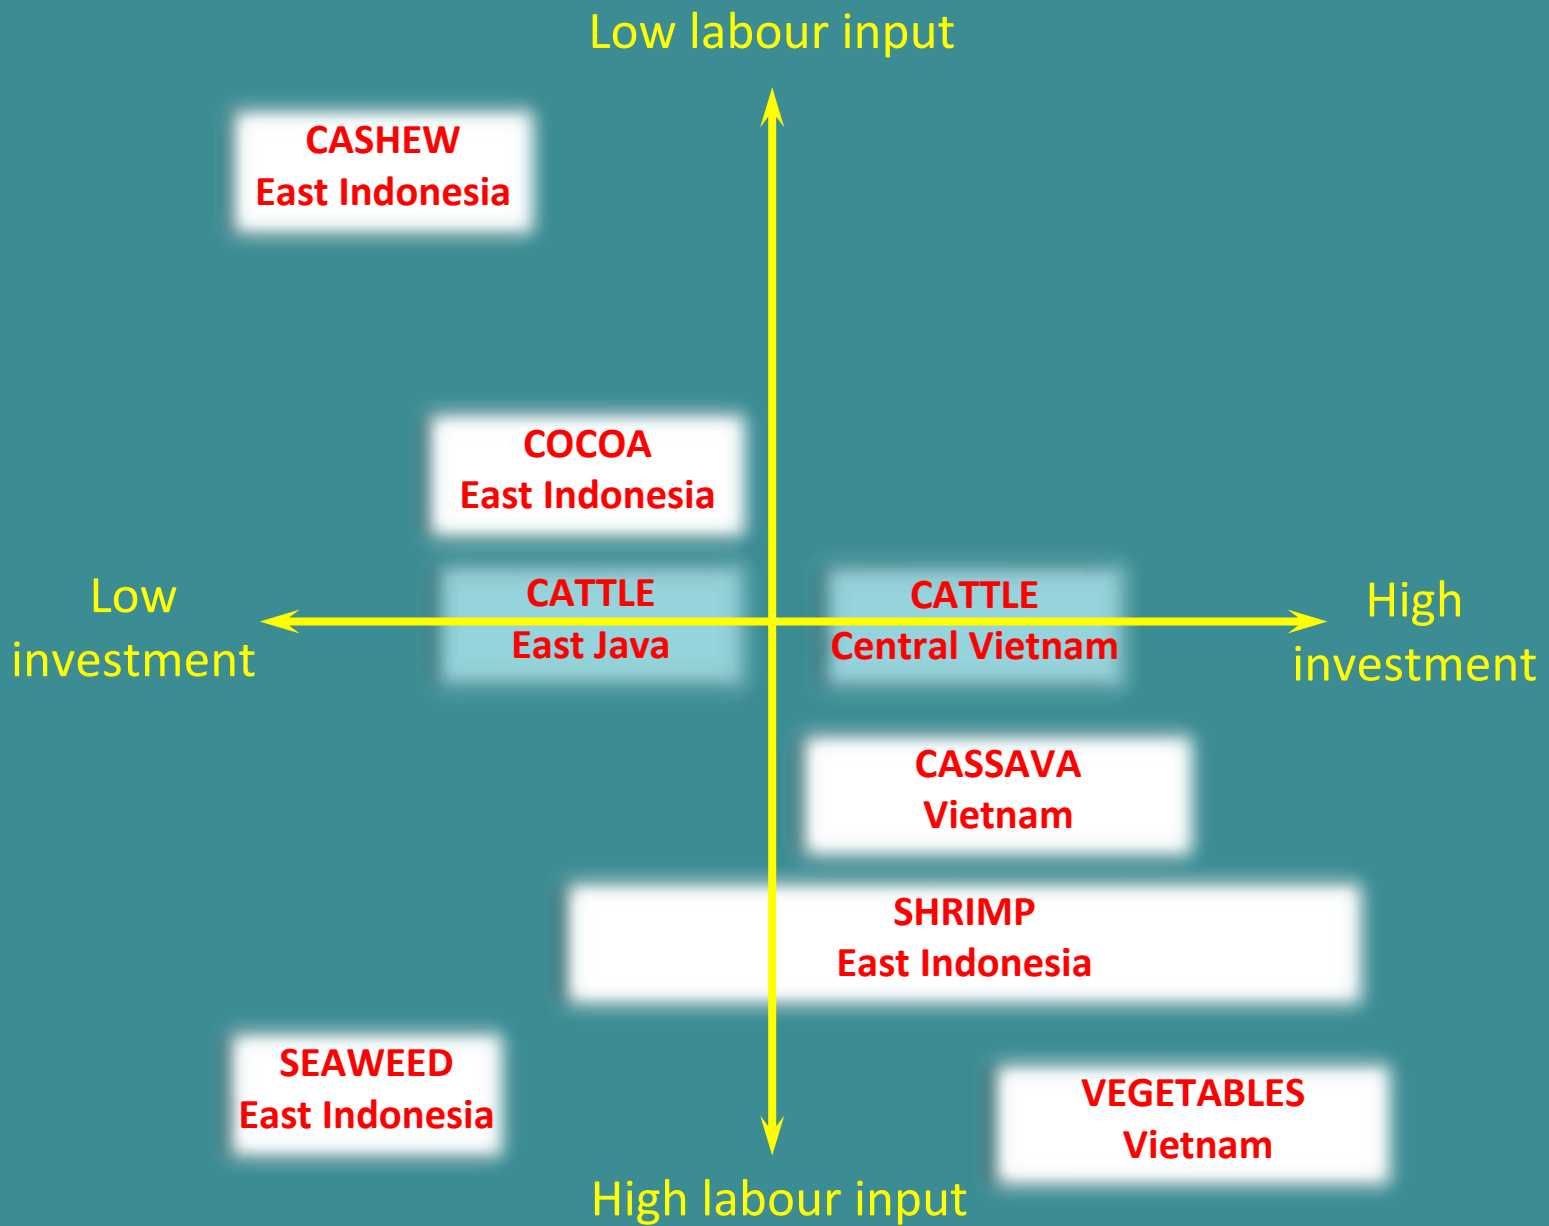 Low labour input
CASHEW
East Indonesia
COCOA
East Indonesia
Low
investment
CATTLE
East Java
CATTLE
Central Vietnam
High
investment
CASSAVA
Vietnam
SHRIMP
East Indonesia
SEAWEED
East Indonesia
VEGETABLES
Vietnam
High labour input